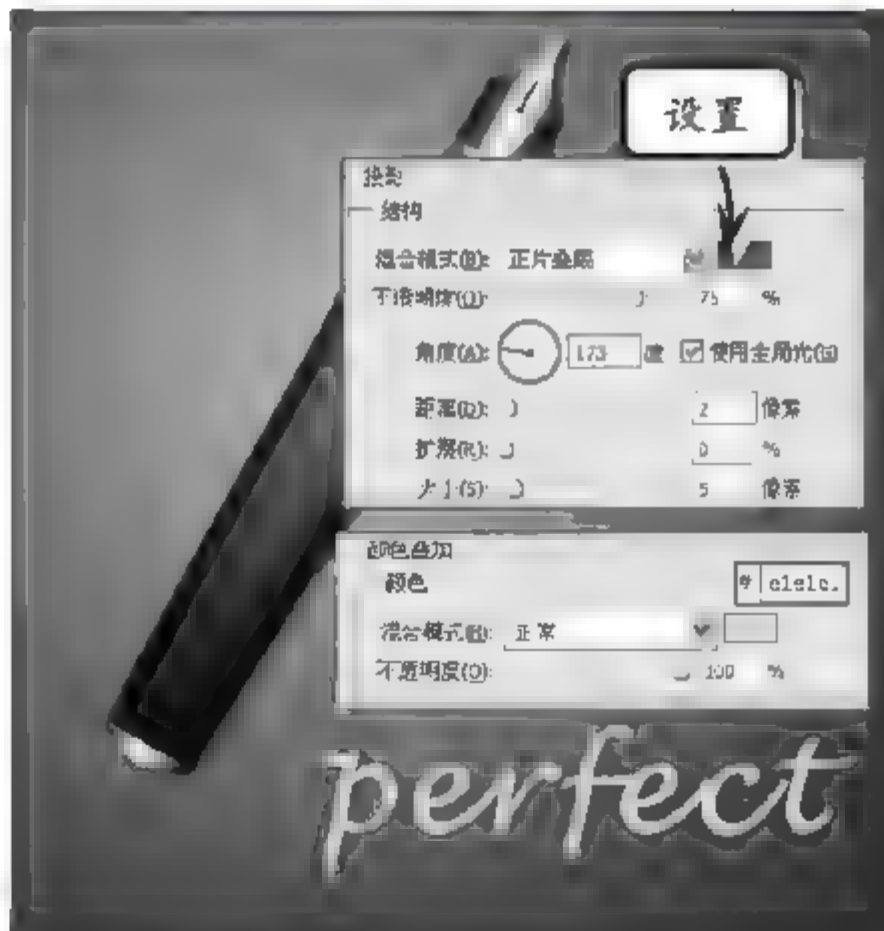 设置
投影
结构
混合模式(B): 正片叠底
不透明度(O): 75 %
角度(A): 173 度 使用全局光(G)
距离(D): 2 像素
扩展(R): 0 %
大小(S): 5 像素
颜色叠加
颜色 # e1e1e.
混合模式(B): 正常
不透明度(O): 100 %
perfect